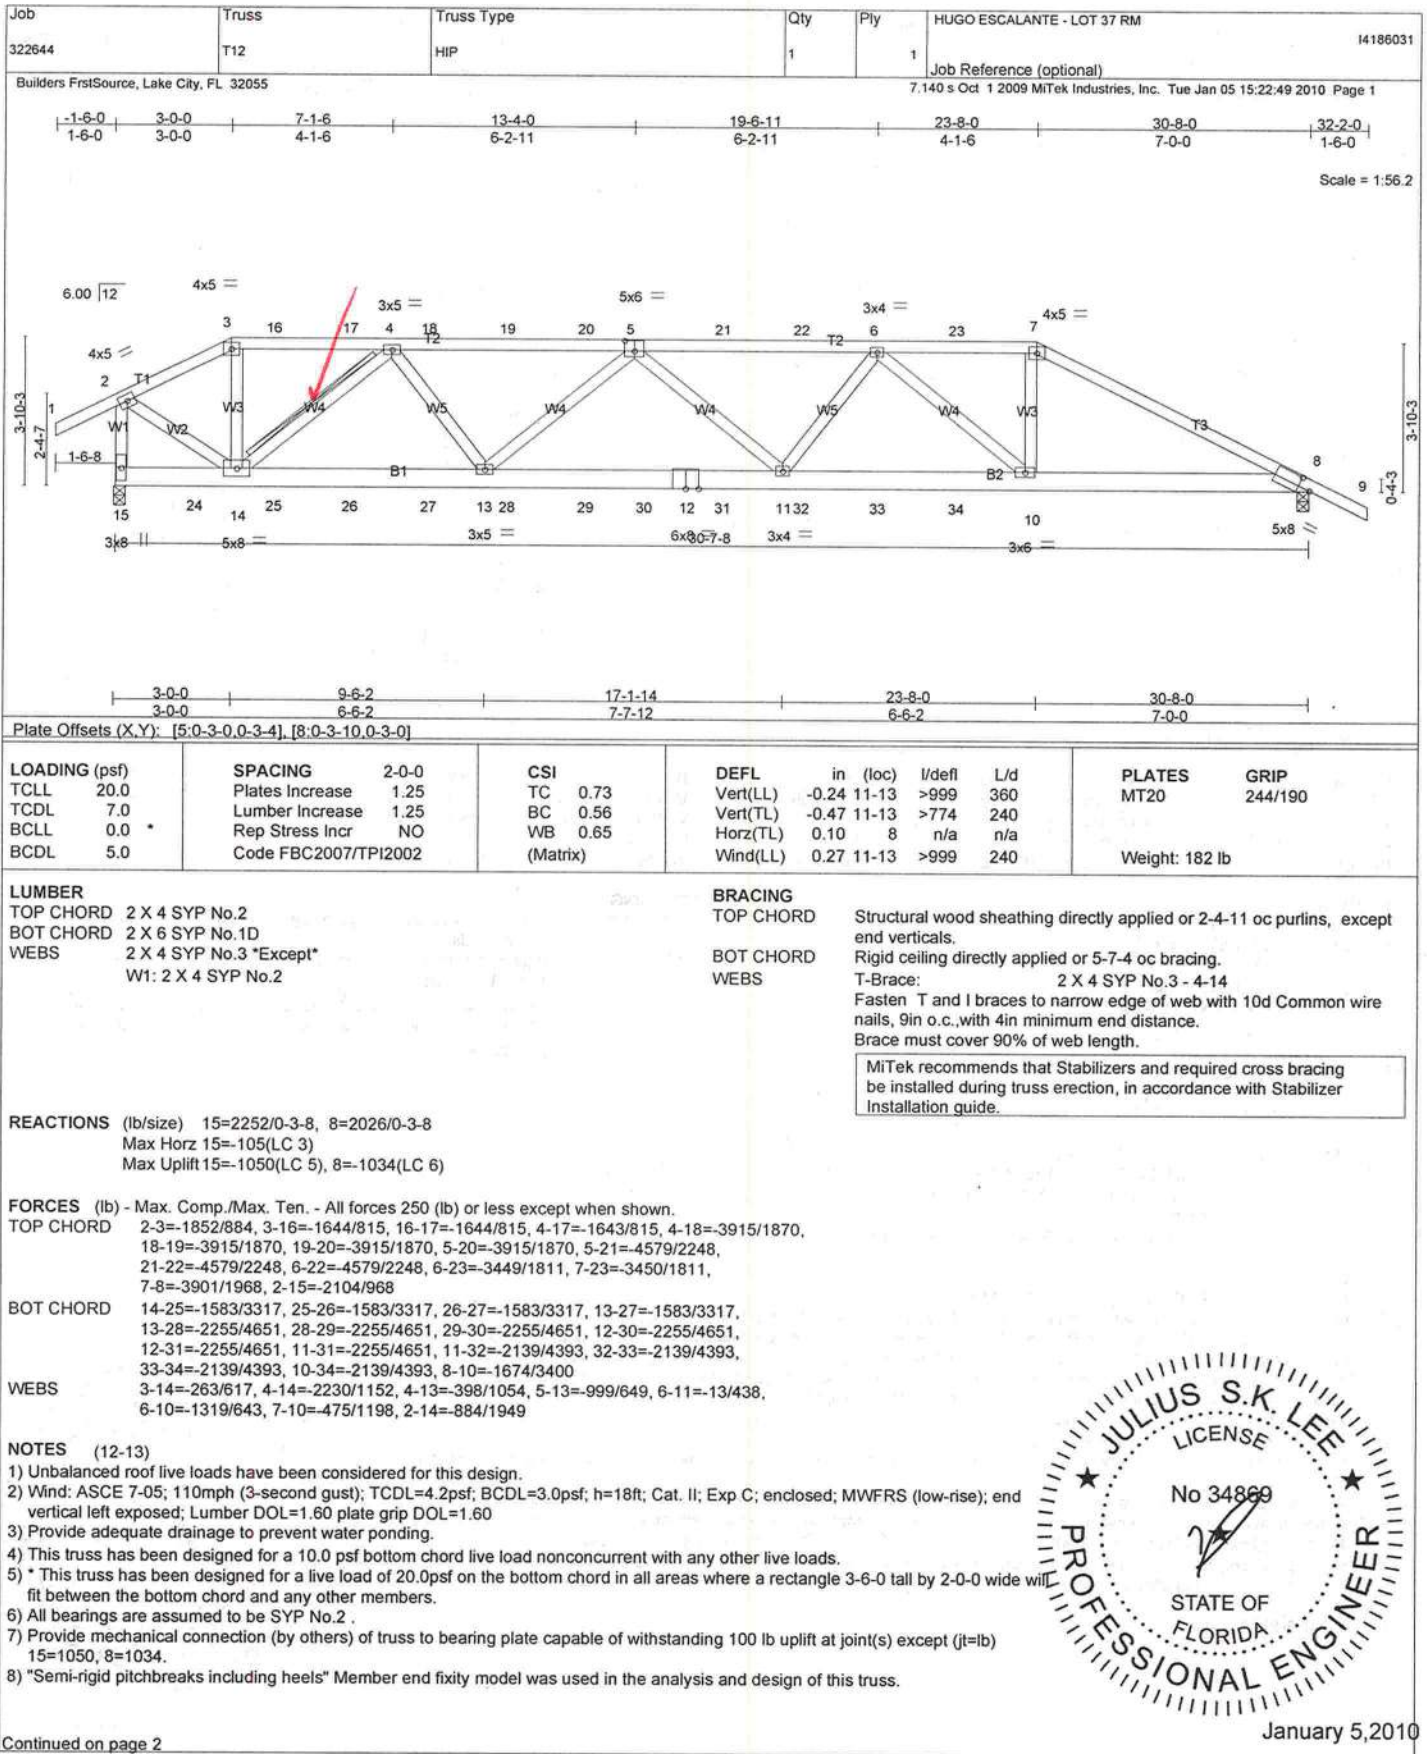 Job
Truss
Truss Type
Qty
Ply
HUGO ESCALANTE - LOT 37 RM
I4186031
322644
T12
HIP
1
1
Job Reference (optional)
Builders FrstSource, Lake City, FL 32055
7.140 s Oct 1 2009 MiTek Industries, Inc. Tue Jan 05 15:22:49 2010 Page 1
-1-6-0 3-0-0 7-1-6 13-4-0 19-6-11 23-8-0 30-8-0 32-2-0
1-6-0 3-0-0 4-1-6 6-2-11 6-2-11 4-1-6 7-0-0 1-6-0
Scale = 1:56.2
6.00 12
4x5 =
3x5 =
5x6 =
3x4 =
4x5 =
3 16 17 4 18 19 20 5 21 22 6 23 7
T2 T2
4x5 =
2 T1
1
3-10-3
2-4-7
1-6-8
W1 W2 W3 W4 W5 W4 W4 W5 W4 W3
T3
8
9
3-10-3
0-4-3
B1 B2
15 24 14 25 26 27 13 28 29 30 12 31 11 32 33 34 10
3x8 || 5x8 = 3x5 = 6x8 = 30-7-8 3x4 = 3x6 = 5x8 =
3-0-0 9-6-2 17-1-14 23-8-0 30-8-0
3-0-0 6-6-2 7-7-12 6-6-2 7-0-0
Plate Offsets (X,Y): [5:0-3-0,0-3-4], [8:0-3-10,0-3-0]
LOADING (psf)
TCLL 20.0
TCDL 7.0
BCLL 0.0 *
BCDL 5.0
SPACING 2-0-0
Plates Increase 1.25
Lumber Increase 1.25
Rep Stress Incr NO
Code FBC2007/TPI2002
CSI
TC 0.73
BC 0.56
WB 0.65
(Matrix)
DEFL in (loc) l/defl L/d
Vert(LL) -0.24 11-13 >999 360
Vert(TL) -0.47 11-13 >774 240
Horz(TL) 0.10 8 n/a n/a
Wind(LL) 0.27 11-13 >999 240
PLATES GRIP
MT20 244/190
Weight: 182 lb
LUMBER
TOP CHORD 2 X 4 SYP No.2
BOT CHORD 2 X 6 SYP No.1D
WEBS 2 X 4 SYP No.3 *Except*
W1: 2 X 4 SYP No.2
BRACING
TOP CHORD Structural wood sheathing directly applied or 2-4-11 oc purlins, except
end verticals.
BOT CHORD Rigid ceiling directly applied or 5-7-4 oc bracing.
WEBS T-Brace: 2 X 4 SYP No.3 - 4-14
Fasten T and I braces to narrow edge of web with 10d Common wire
nails, 9in o.c.,with 4in minimum end distance.
Brace must cover 90% of web length.
MiTek recommends that Stabilizers and required cross bracing
be installed during truss erection, in accordance with Stabilizer
Installation guide.
REACTIONS (lb/size) 15=2252/0-3-8, 8=2026/0-3-8
Max Horz 15=-105(LC 3)
Max Uplift 15=-1050(LC 5), 8=-1034(LC 6)
FORCES (lb) - Max. Comp./Max. Ten. - All forces 250 (lb) or less except when shown.
TOP CHORD 2-3=-1852/884, 3-16=-1644/815, 16-17=-1644/815, 4-17=-1643/815, 4-18=-3915/1870,
18-19=-3915/1870, 19-20=-3915/1870, 5-20=-3915/1870, 5-21=-4579/2248,
21-22=-4579/2248, 6-22=-4579/2248, 6-23=-3449/1811, 7-23=-3450/1811,
7-8=-3901/1968, 2-15=-2104/968
BOT CHORD 14-25=-1583/3317, 25-26=-1583/3317, 26-27=-1583/3317, 13-27=-1583/3317,
13-28=-2255/4651, 28-29=-2255/4651, 29-30=-2255/4651, 12-30=-2255/4651,
12-31=-2255/4651, 11-31=-2255/4651, 11-32=-2139/4393, 32-33=-2139/4393,
33-34=-2139/4393, 10-34=-2139/4393, 8-10=-1674/3400
WEBS 3-14=-263/617, 4-14=-2230/1152, 4-13=-398/1054, 5-13=-999/649, 6-11=-13/438,
6-10=-1319/643, 7-10=-475/1198, 2-14=-884/1949
NOTES (12-13)
1) Unbalanced roof live loads have been considered for this design.
2) Wind: ASCE 7-05; 110mph (3-second gust); TCDL=4.2psf; BCDL=3.0psf; h=18ft; Cat. II; Exp C; enclosed; MWFRS (low-rise); end
vertical left exposed; Lumber DOL=1.60 plate grip DOL=1.60
3) Provide adequate drainage to prevent water ponding.
4) This truss has been designed for a 10.0 psf bottom chord live load nonconcurrent with any other live loads.
5) * This truss has been designed for a live load of 20.0psf on the bottom chord in all areas where a rectangle 3-6-0 tall by 2-0-0 wide will
fit between the bottom chord and any other members.
6) All bearings are assumed to be SYP No.2 .
7) Provide mechanical connection (by others) of truss to bearing plate capable of withstanding 100 lb uplift at joint(s) except (jt=lb)
15=1050, 8=1034.
8) "Semi-rigid pitchbreaks including heels" Member end fixity model was used in the analysis and design of this truss.
JULIUS S.K. LEE
LICENSE
No 34869
STATE OF
FLORIDA
PROFESSIONAL ENGINEER
January 5,2010
Continued on page 2